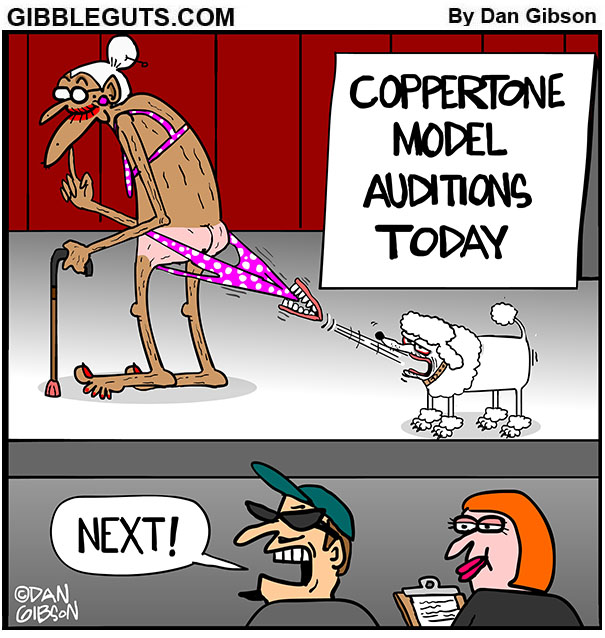 GIBBLEGUTS.COM By Dan Gibson
COPPERTONE
MODEL
AUDITIONS
TODAY
NEXT!
©DAN
GIBSON